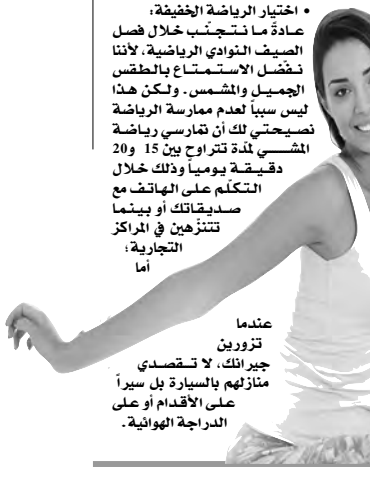 • اختيار الرياضة الخفيفة:
عادةً ما نتجنّب خلال فصل
الصيف النوادي الرياضية، لأننا
نفضّل الاستمتاع بالطقس
الجميل والمشمس. ولكن هذا
ليس سبباً لعدم ممارسة الرياضة
نصيحتي لك أن تمارسي رياضة
المشي لمدّة تتراوح بين 15 و20
دقيقة يومياً وذلك خلال
التكلّم على الهاتف مع
صديقاتك أو بينما
تتنزّهين في المراكز
التجارية؛
أما
عندما
تزورين
جيرانك، لا تقصدي
منازلهم بالسيارة بل سيراً
على الأقدام أو على
الدراجة الهوائية.